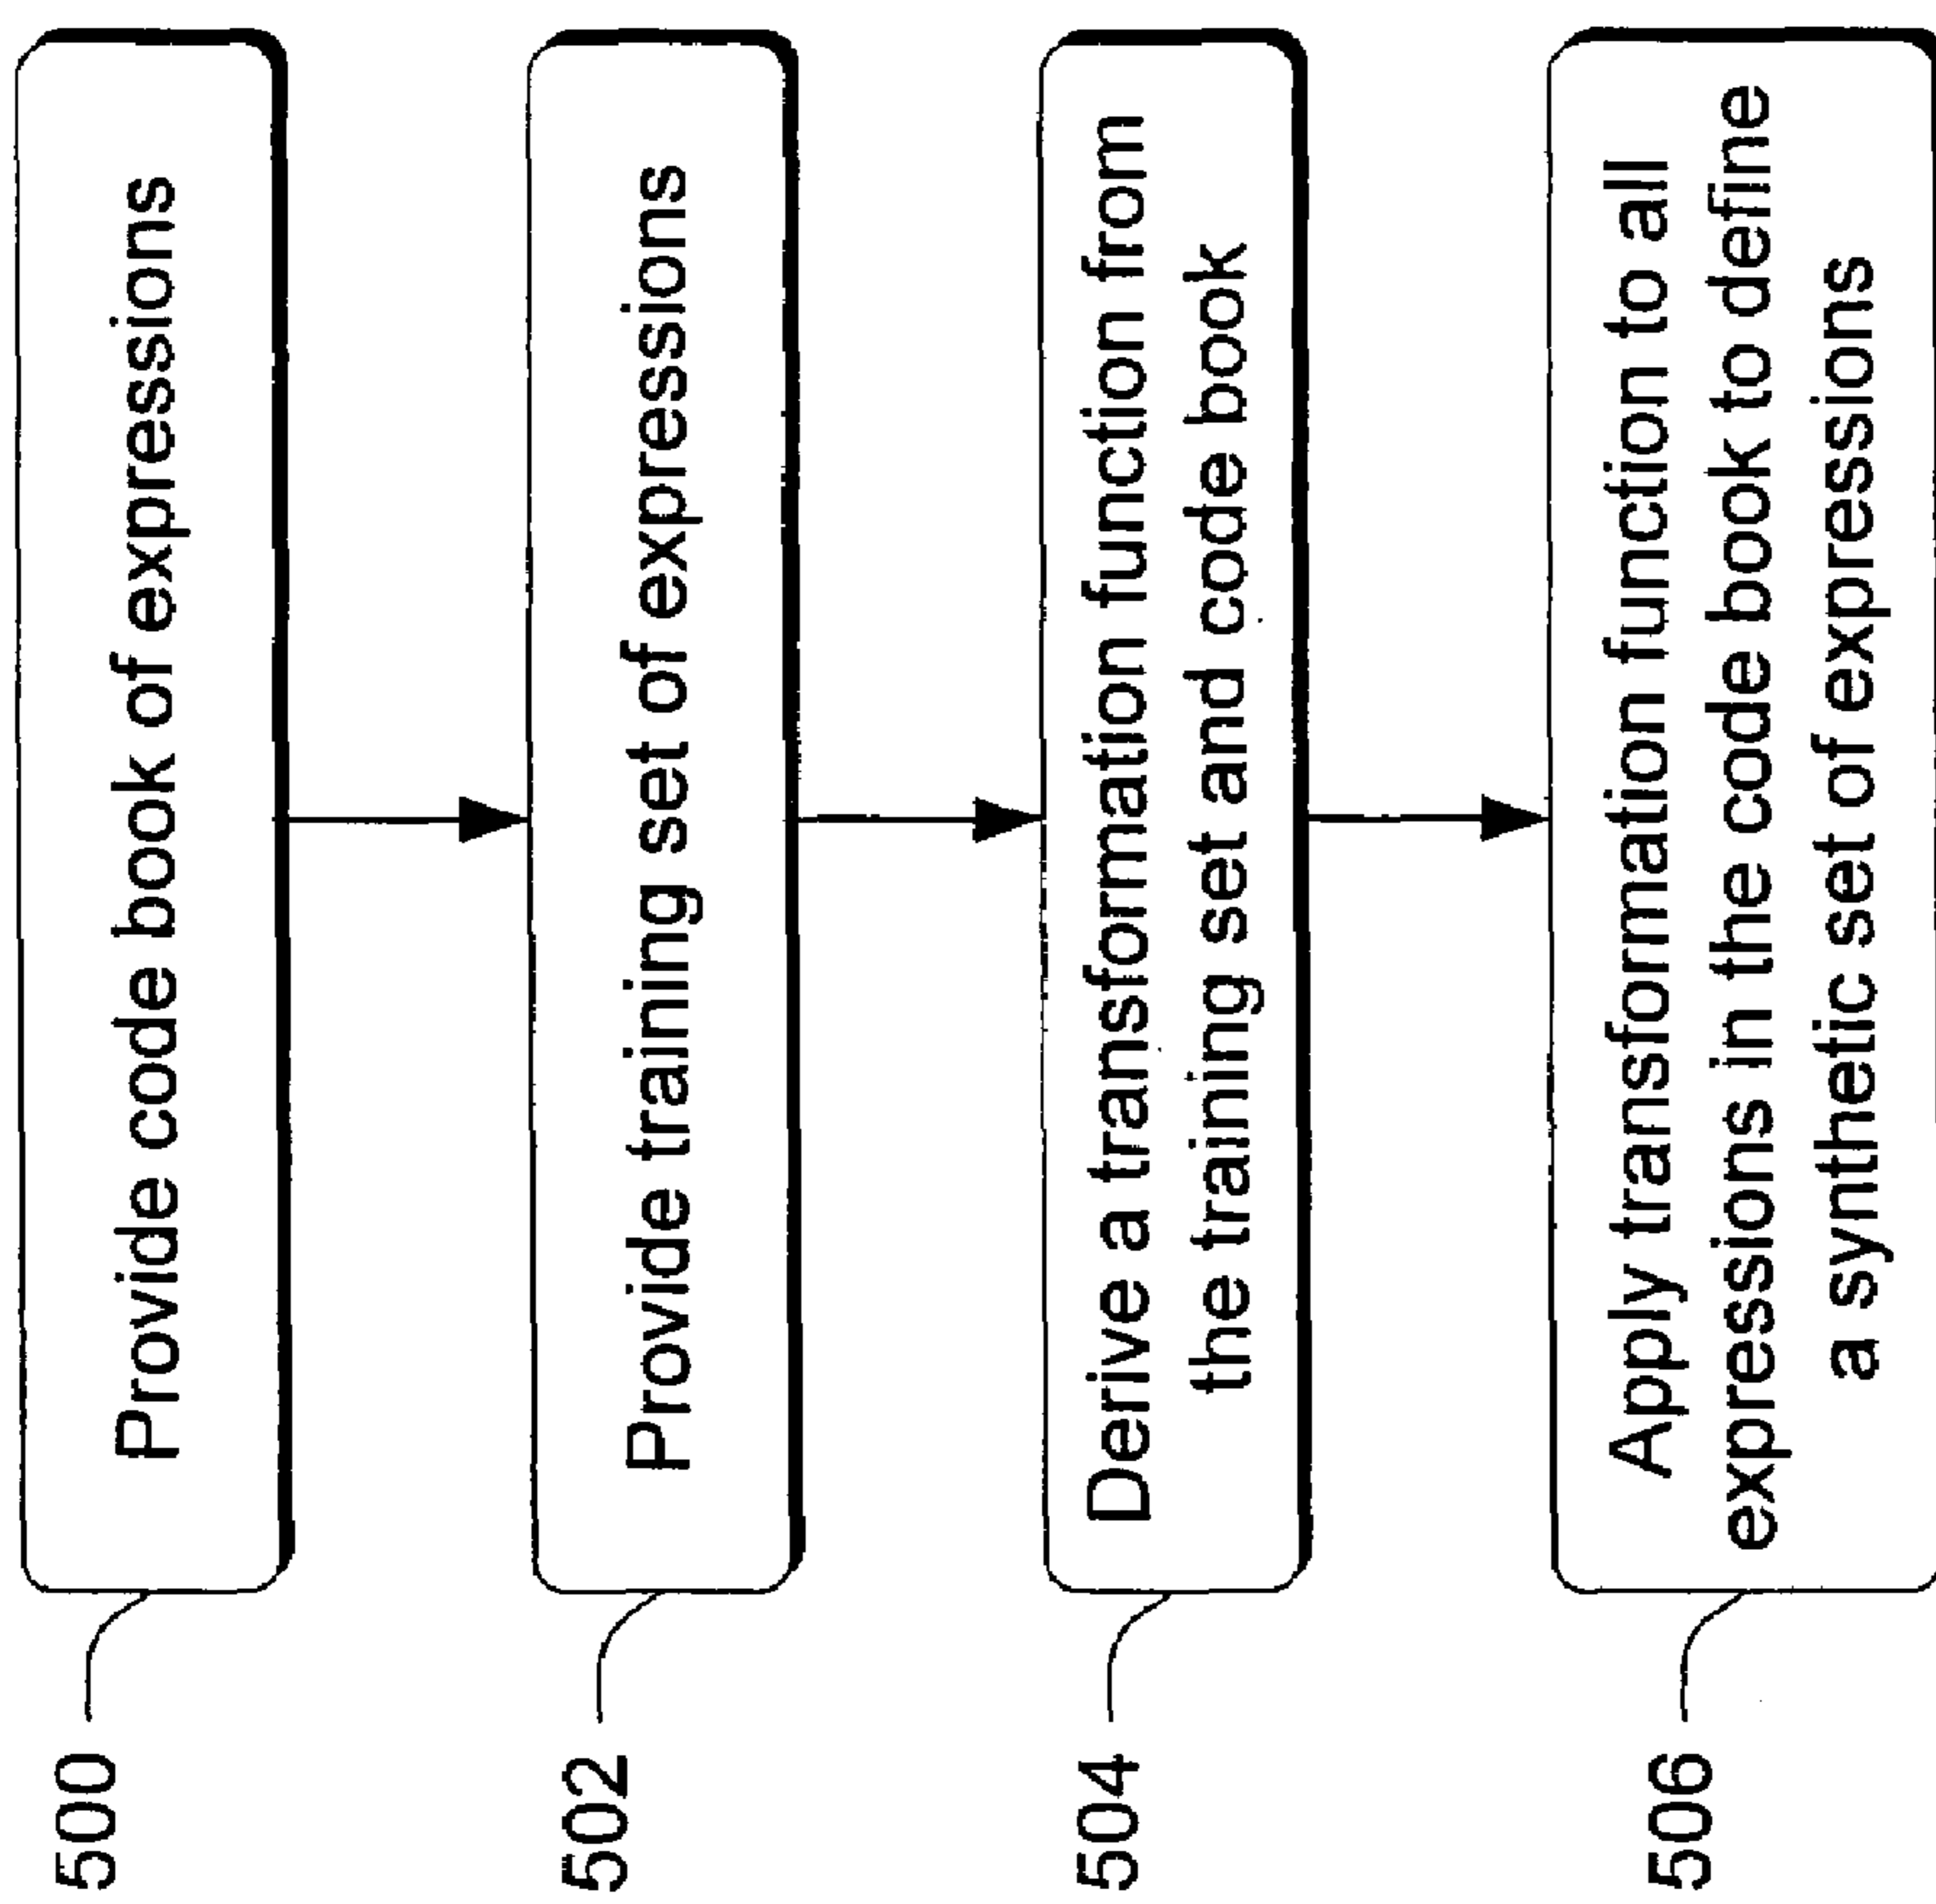 500
Provide code book of expressions
502
Provide training set of expressions
504
Derive a transformation function from
the training set and code book
506
Apply transformation function to all
expressions in the code book to define
a synthetic set of expressions